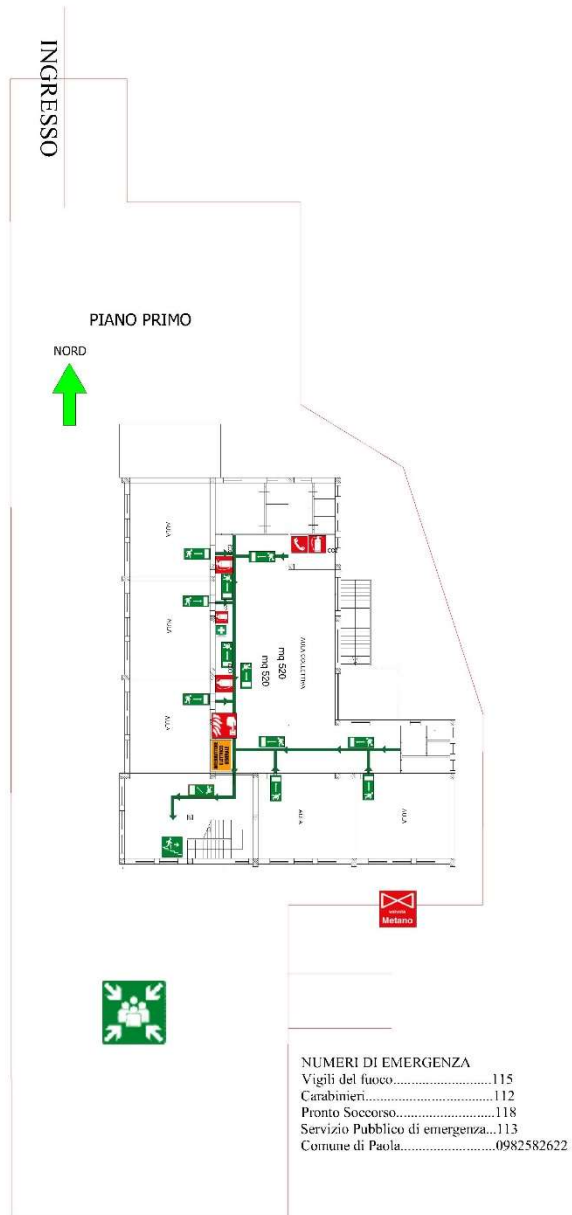 INGRESSO
PIANO PRIMO
NORD
AULA
AULA
AULA
AULA COLLETTIVA
mq 520
mq 520
AULA
AULA
valvola
Metano
NUMERI DI EMERGENZA
Vigili del fuoco..........................115
Carabinieri..................................112
Pronto Soccorso..........................118
Servizio Pubblico di emergenza...113
Comune di Paola.........................0982582622